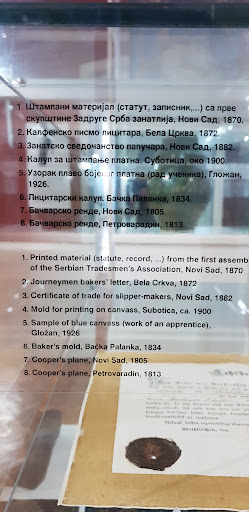 1. Штампани материјал (статут, записник,...) са прве
скупштине Задруге Срба занатлија, Нови Сад, 1870.
2. Калфенско писмо лицитара, Бела Црква, 1872.
3. Занатско сведочанство папучара, Нови Сад, 1882.
4. Калуп за штампање платна, Суботица, око 1900.
5. Узорак плаво бојеног платна (рад ученика), Гложан,
1926.
6. Лицитарски калуп. Бачка Паланка, 1834.
7. Бачварско ренде, Нови Сад, 1805.
8. Бачварско ренде, Петроварадин, 1813.
1. Printed material (statute, record, ...) from the first assemb
of the Serbian Tradesmen's Association, Novi Sad, 1870
2. Journeymen bakers' letter, Bela Crkva, 1872
3. Certificate of trade for slipper-makers, Novi Sad, 1882
4. Mold for printing on canvass, Subotica, ca. 1900
5. Sample of blue canvass (work of an apprentice),
Gložan, 1926
6. Baker's mold, Bačka Palanka, 1834
7. Cooper's plane, Novi Sad, 1805
8. Cooper's plane, Petrovaradin, 1813